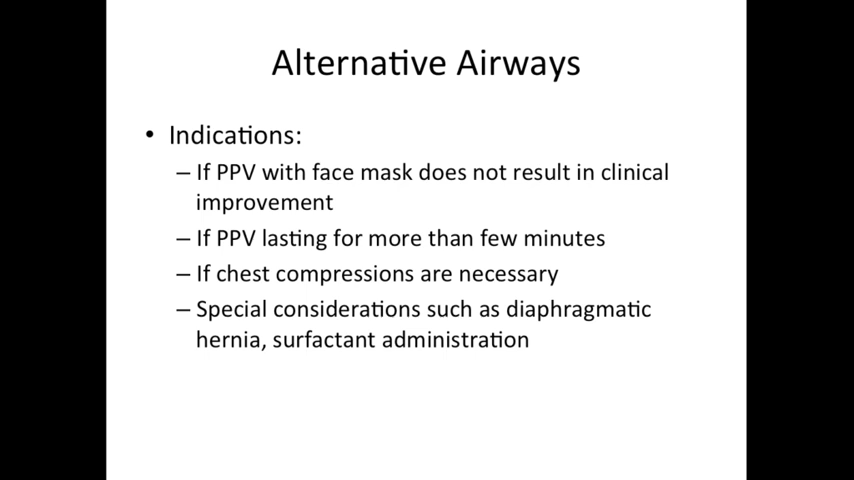 Alternative Airways
• Indications:
– If PPV with face mask does not result in clinical
improvement
– If PPV lasting for more than few minutes
– If chest compressions are necessary
– Special considerations such as diaphragmatic
hernia, surfactant administration